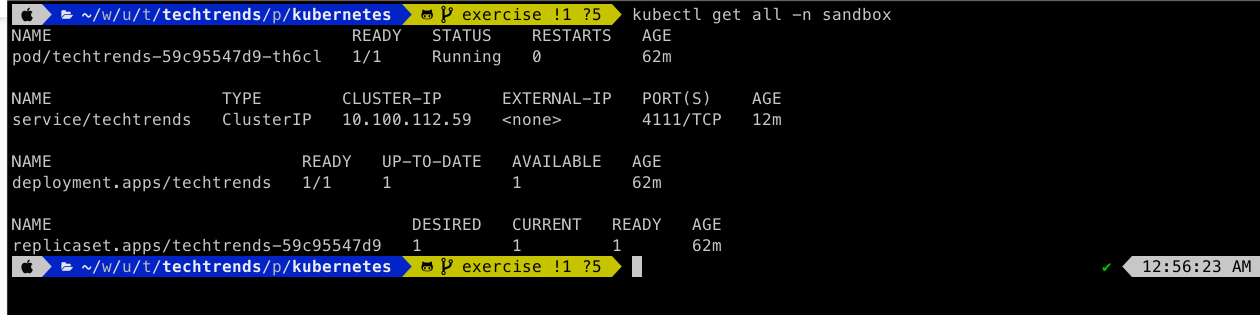 ~/w/u/t/techtrends/p/kubernetes exercise !1 ?5 kubectl get all -n sandbox
NAME READY STATUS RESTARTS AGE
pod/techtrends-59c95547d9-th6cl 1/1 Running 0 62m
NAME TYPE CLUSTER-IP EXTERNAL-IP PORT(S) AGE
service/techtrends ClusterIP 10.100.112.59 <none> 4111/TCP 12m
NAME READY UP-TO-DATE AVAILABLE AGE
deployment.apps/techtrends 1/1 1 1 62m
NAME DESIRED CURRENT READY AGE
replicaset.apps/techtrends-59c95547d9 1 1 1 62m
~/w/u/t/techtrends/p/kubernetes exercise !1 ?5 ✔ 12:56:23 AM